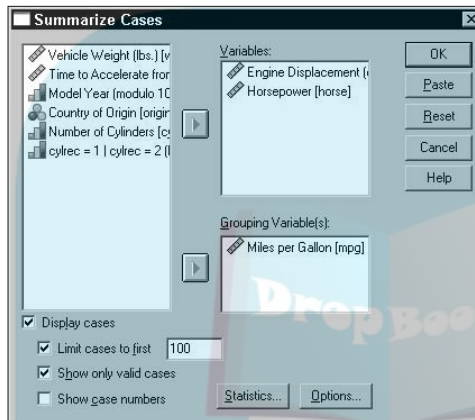 Summarize Cases
Vehicle Weight (lbs.) [w
Time to Accelerate from
Model Year (modulo 10
Country of Origin [origin
Number of Cylinders [cy
cylrec = 1 | cylrec = 2 (
Variables:
Engine Displacement (
Horsepower [horse]
Grouping Variable(s):
Miles per Gallon [mpg]
OK
Paste
Reset
Cancel
Help
Display cases
Limit cases to first 100
Show only valid cases
Show case numbers
Statistics...
Options...
DropBoo